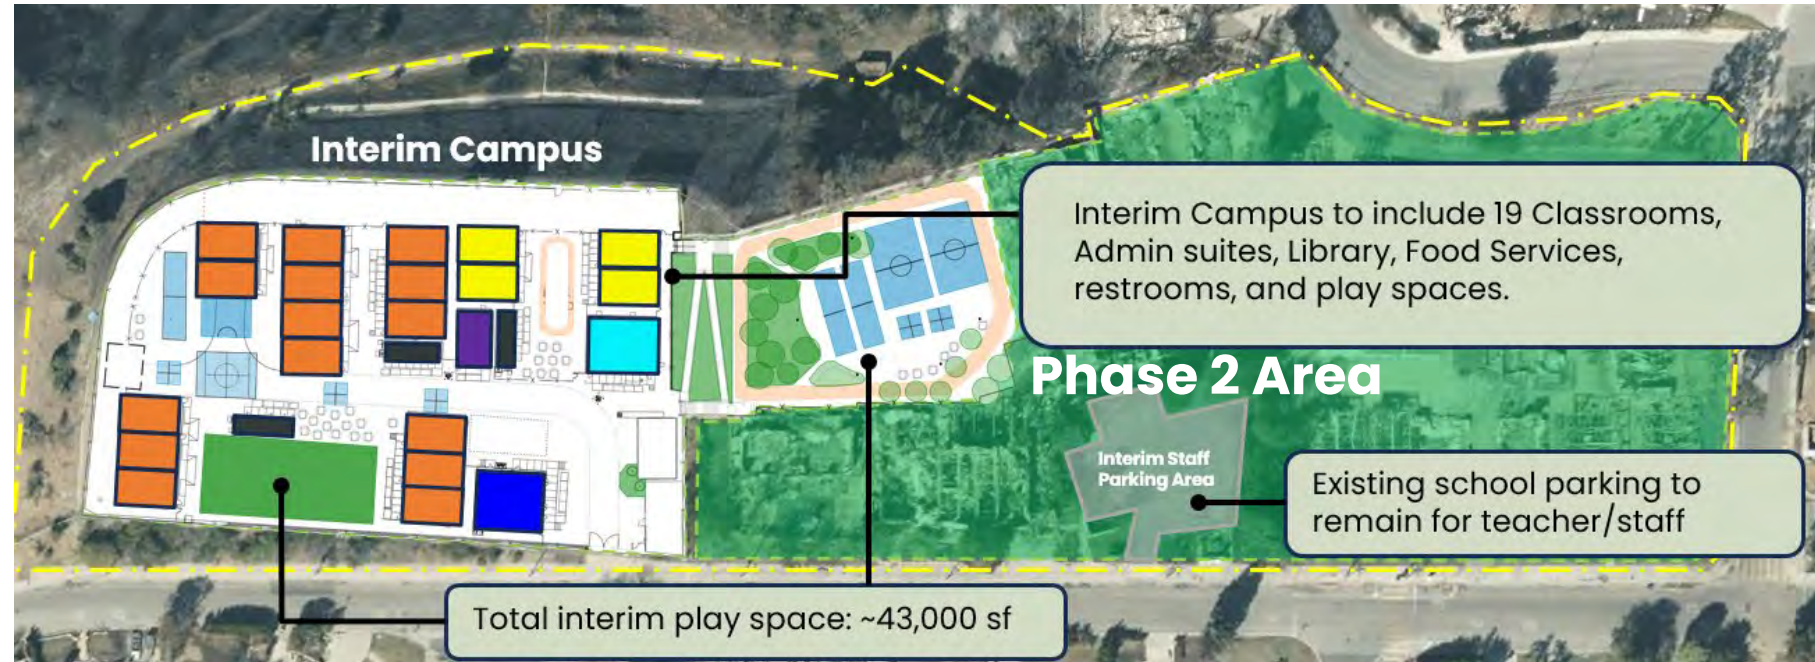 Interim Campus
Interim Campus to include 19 Classrooms,
Admin suites, Library, Food Services,
restrooms, and play spaces.
Phase 2 Area
Interim Staff
Parking Area
Existing school parking to
remain for teacher/staff
Total interim play space: ~43,000 sf